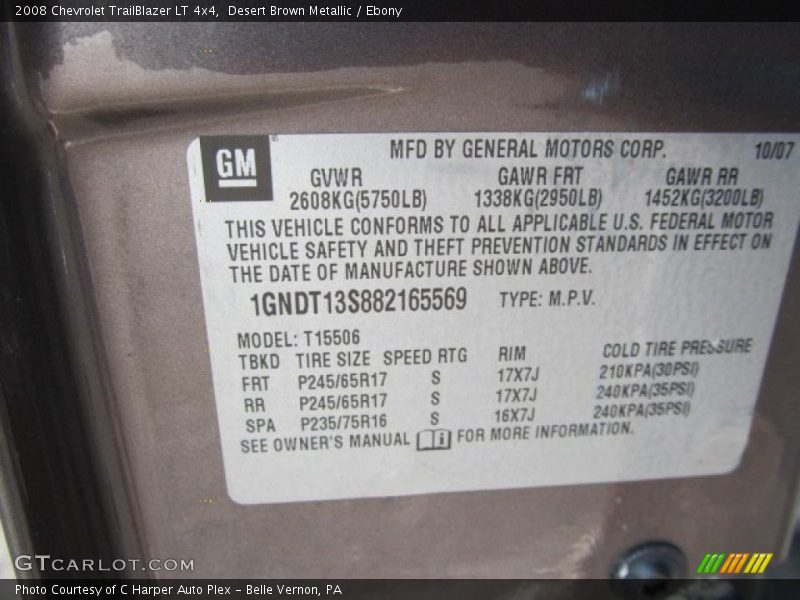 2008 Chevrolet TrailBlazer LT 4x4,  Desert Brown Metallic / Ebony
GM
MFD BY GENERAL MOTORS CORP. 10/07
GVWR GAWR FRT GAWR RR
2608KG(5750LB) 1338KG(2950LB) 1452KG(3200LB)
THIS VEHICLE CONFORMS TO ALL APPLICABLE U.S. FEDERAL MOTOR
VEHICLE SAFETY AND THEFT PREVENTION STANDARDS IN EFFECT ON
THE DATE OF MANUFACTURE SHOWN ABOVE.
1GNDT13S882165569 TYPE: M.P.V.
MODEL: T15506
TBKD TIRE SIZE SPEED RTG RIM COLD TIRE PRESSURE
FRT P245/65R17 S 17X7J 210KPA(30PSI)
RR P245/65R17 S 17X7J 240KPA(35PSI)
SPA P235/75R16 S 16X7J 240KPA(35PSI)
SEE OWNER'S MANUAL FOR MORE INFORMATION.
GTCARLOT.COM
Photo Courtesy of C Harper Auto Plex - Belle Vernon, PA